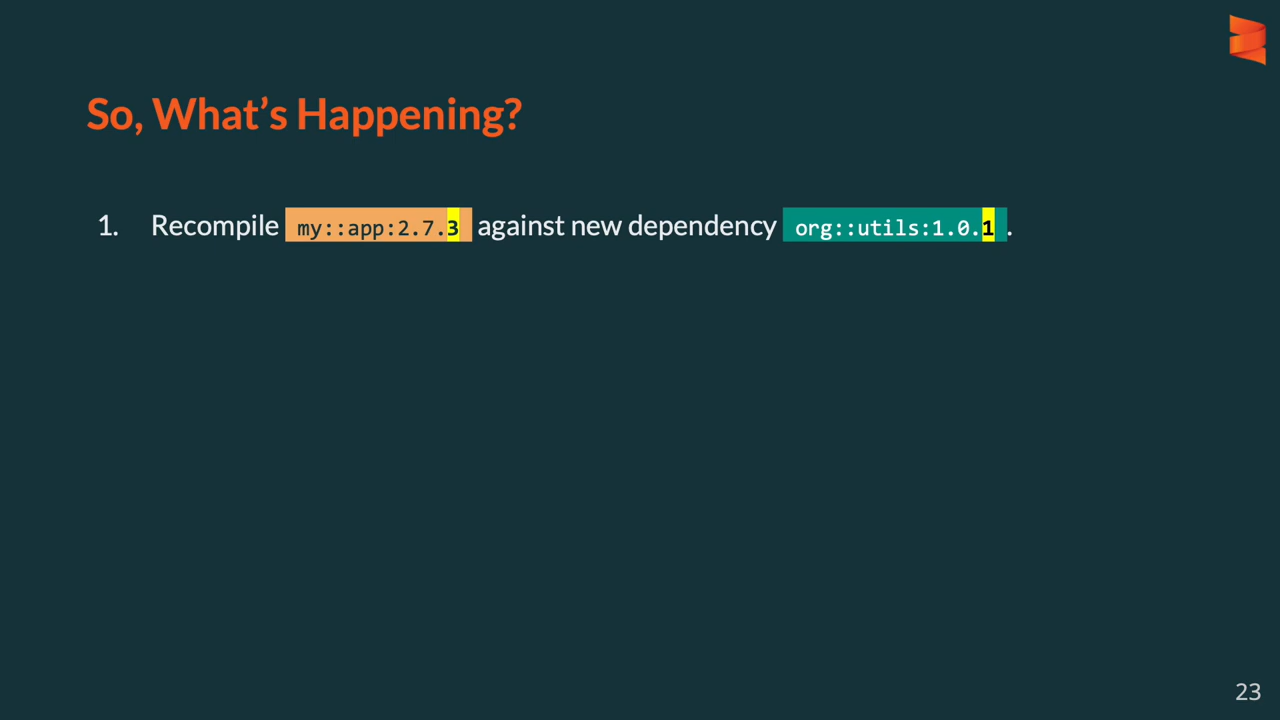 So, What’s Happening?
1. Recompile my::app:2.7.3 against new dependency org::utils:1.0.1 .
23